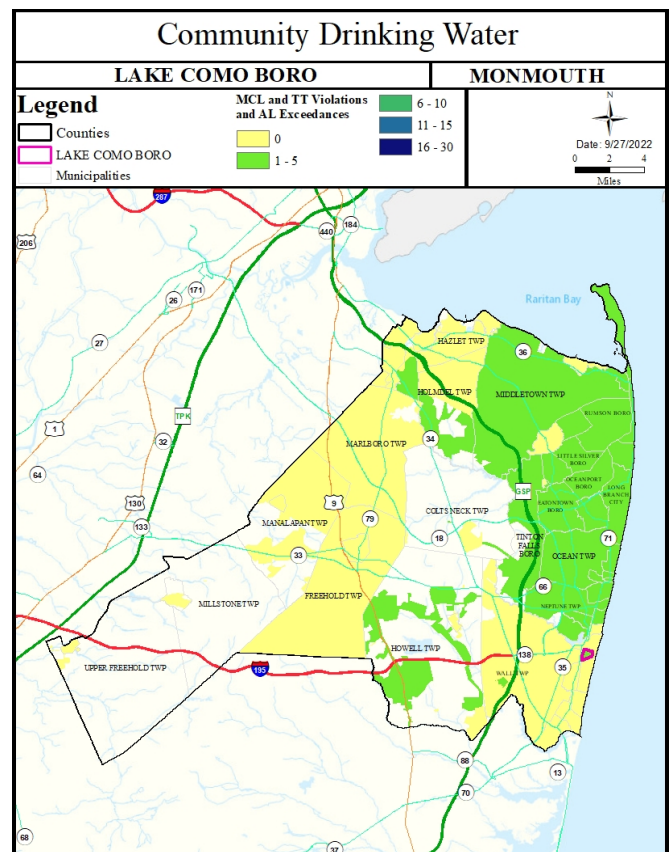 Community Drinking Water
LAKE COMO BORO
MONMOUTH
Legend
Counties
LAKE COMO BORO
Municipalities
MCL and TT Violations
and AL Exceedances
0
1 - 5
6 - 10
11 - 15
16 - 30
N
Date: 9/27/2022
0 2 4
Miles
287
206
440
184
171
26
27
Raritan Bay
HAZLET TWP
36
HOLMDEL TWP
MIDDLETOWN TWP
RUMSON BORO
TPK
1
32
MARLBORO TWP
34
LITTLE SILVER
BORO
OCEANPORT
BORO
LONG
BRANCH
CITY
64
130
133
9
79
GSP
EATONTOWN
BORO
COLTS NECK TWP
MANALAPAN TWP
18
TINTON
FALLS
BORO
71
OCEAN TWP
33
66
MILLSTONE TWP
FREEHOLD TWP
NEPTUNE TWP
HOWELL TWP
138
35
UPPER FREEHOLD TWP
195
WALL TWP
88
13
70
68
37